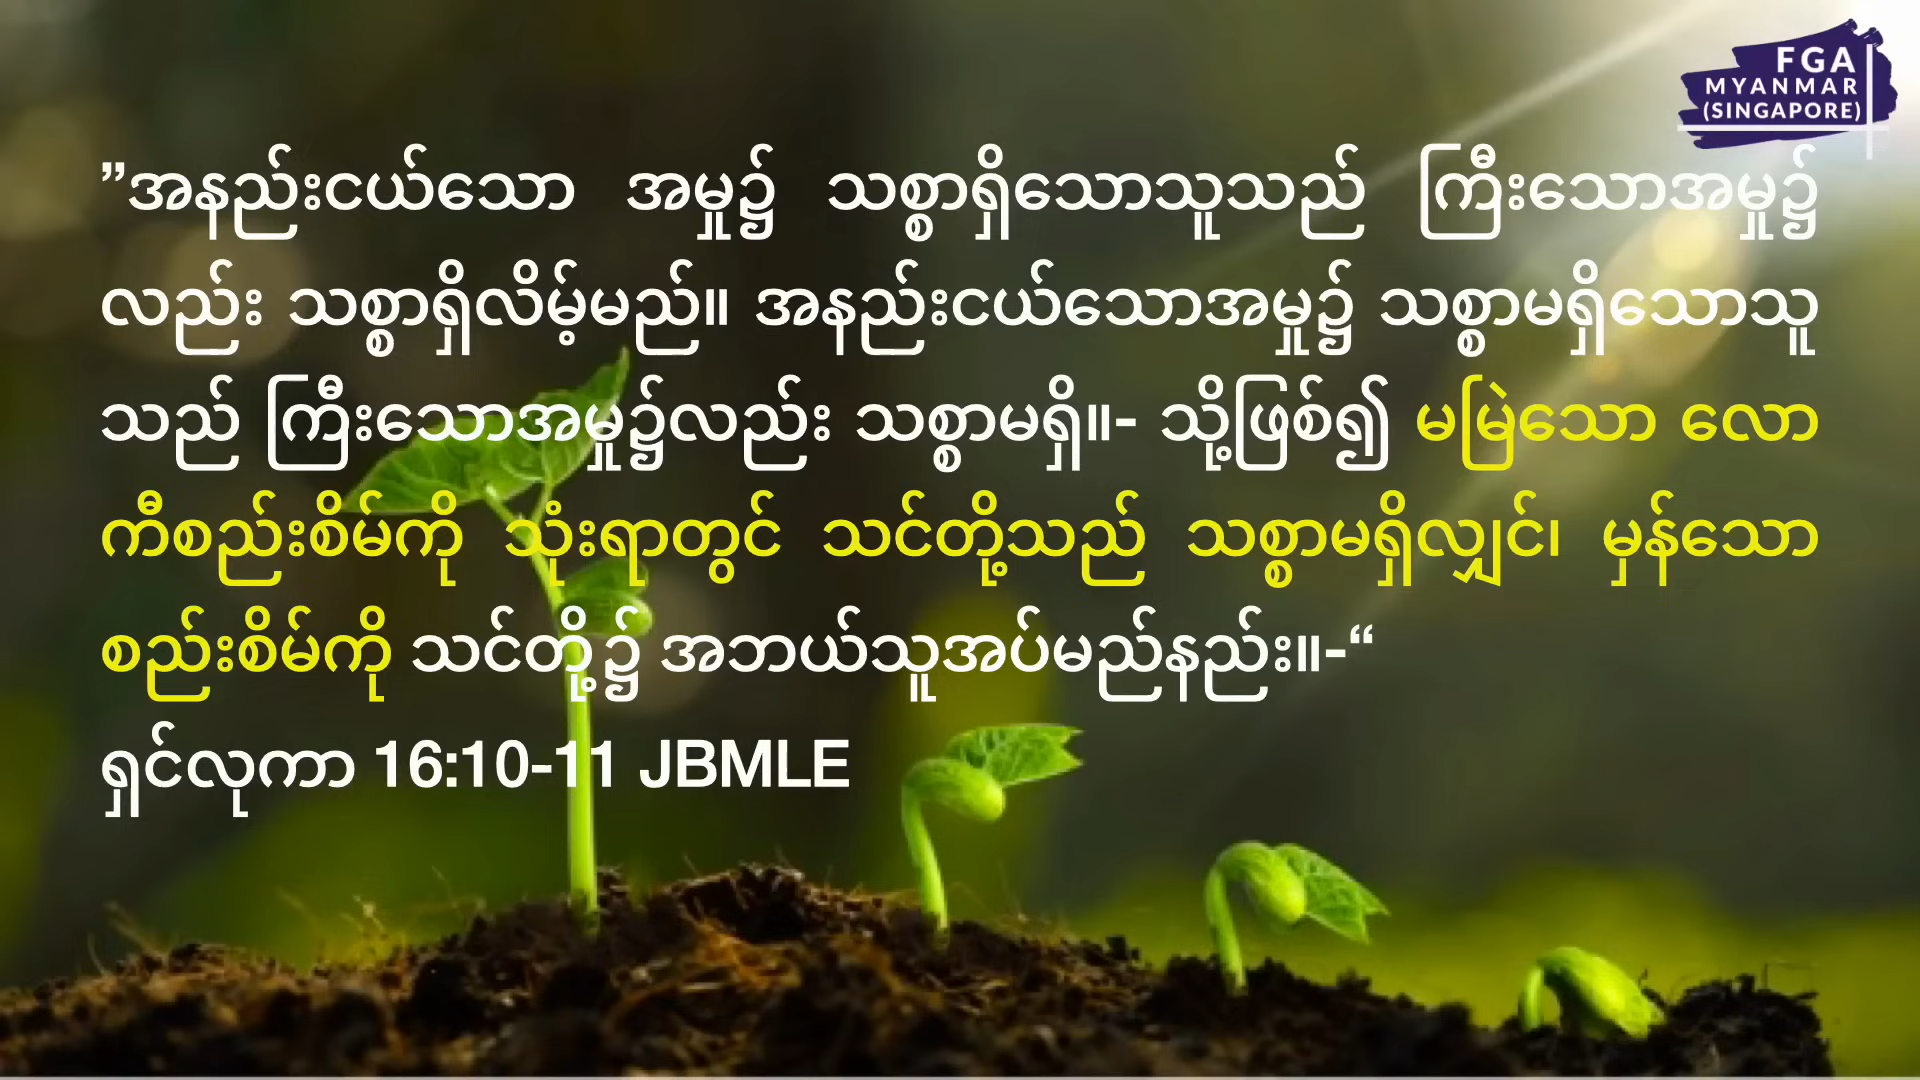 FGA
MYANMAR
(SINGAPORE)
”အနည်းငယ်သော အမှု၌ သစ္စာရှိသောသူသည် ကြီးသောအမှု၌
လည်း သစ္စာရှိလိမ့်မည်။ အနည်းငယ်သောအမှု၌ သစ္စာမရှိသောသူ
သည် ကြီးသောအမှု၌လည်း သစ္စာမရှိ။- သို့ဖြစ်၍ မမြဲသော လော
ကီစည်းစိမ်ကို သုံးရာတွင် သင်တို့သည် သစ္စာမရှိလျှင်၊ မှန်သော
စည်းစိမ်ကို သင်တို့၌ အဘယ်သူအပ်မည်နည်း။-“
ရှင်လုကာ 16:10-11 JBMLE